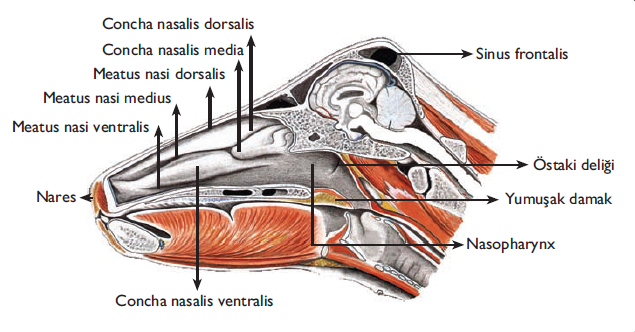 Concha nasalis dorsalis
Concha nasalis media
Meatus nasi dorsalis
Meatus nasi medius
Meatus nasi ventralis
Nares
Sinus frontalis
Östaki deliği
Yumuşak damak
Nasopharynx
Concha nasalis ventralis